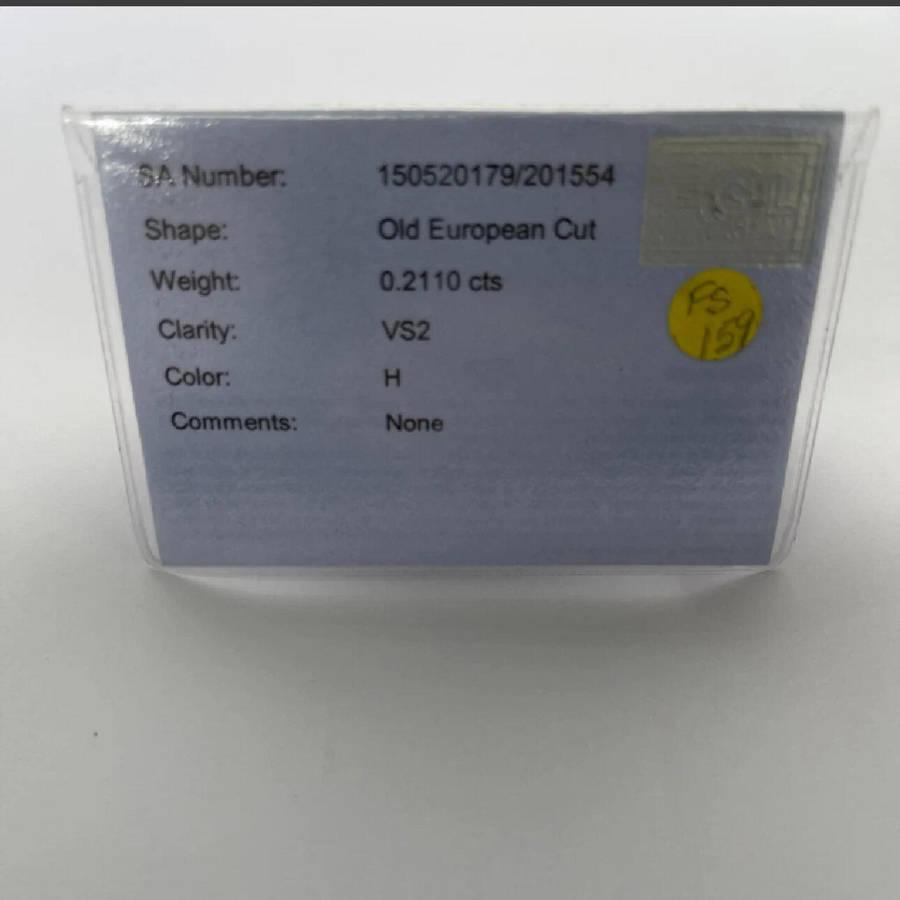 SA Number: 150520179/201554
Shape: Old European Cut
Weight: 0.2110 cts
Clarity: VS2
Color: H
Comments: None
FS
159